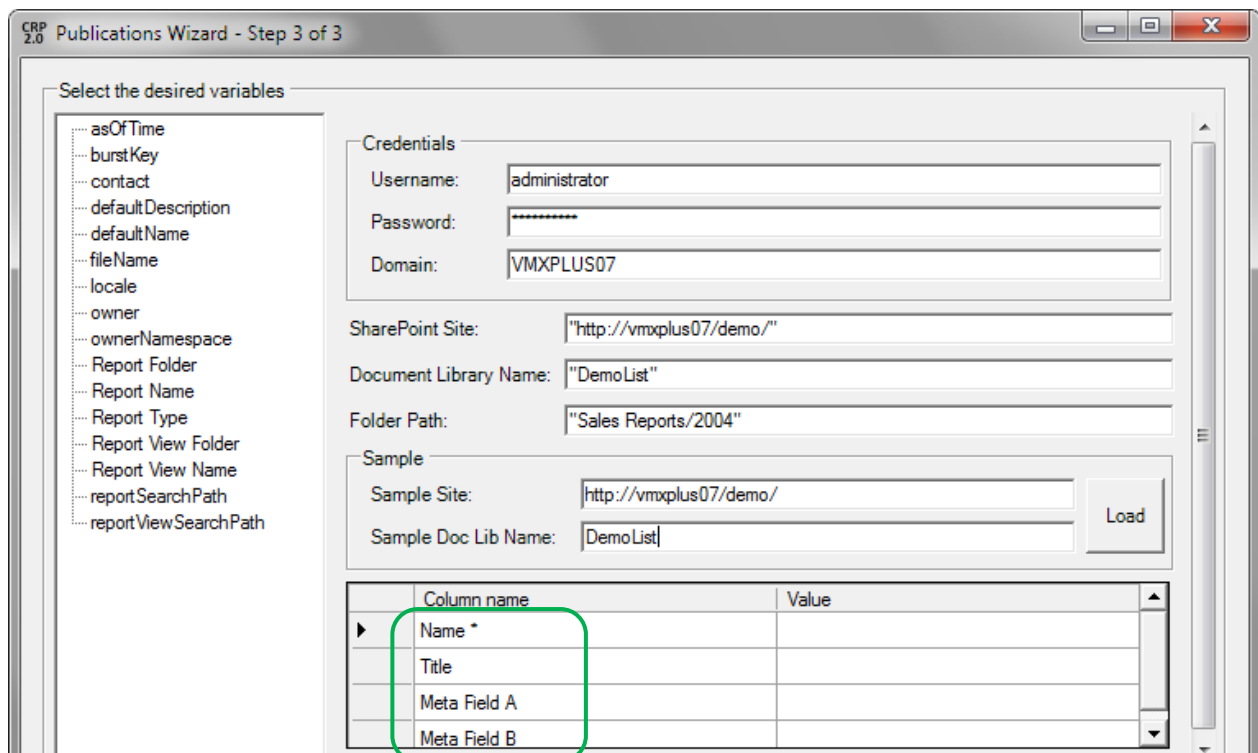 CRP 2.0 Publications Wizard - Step 3 of 3
Select the desired variables
asOfTime
burstKey
contact
defaultDescription
defaultName
fileName
locale
owner
ownerNamespace
Report Folder
Report Name
Report Type
Report View Folder
Report View Name
reportSearchPath
reportViewSearchPath
Credentials
Username: administrator
Password: **********
Domain: VMXPLUS07
SharePoint Site: "http://vmxplus07/demo/"
Document Library Name: "DemoList"
Folder Path: "Sales Reports/2004"
Sample
Sample Site: http://vmxplus07/demo/
Sample Doc Lib Name: DemoList
Load
Column name Value
Name *
Title
Meta Field A
Meta Field B